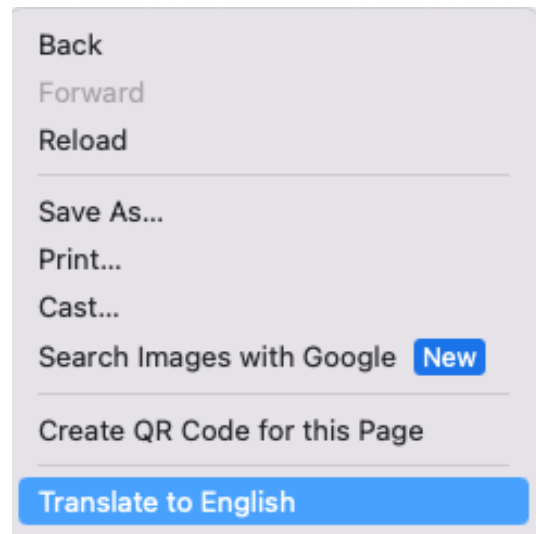 Back
Forward
Reload
Save As...
Print...
Cast...
Search Images with Google New
Create QR Code for this Page
Translate to English